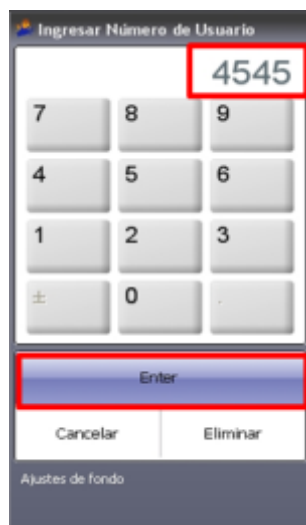 Ingresar Número de Usuario
4545
7 8 9
4 5 6
1 2 3
± 0 .
Enter
Cancelar Eliminar
Ajustes de fondo